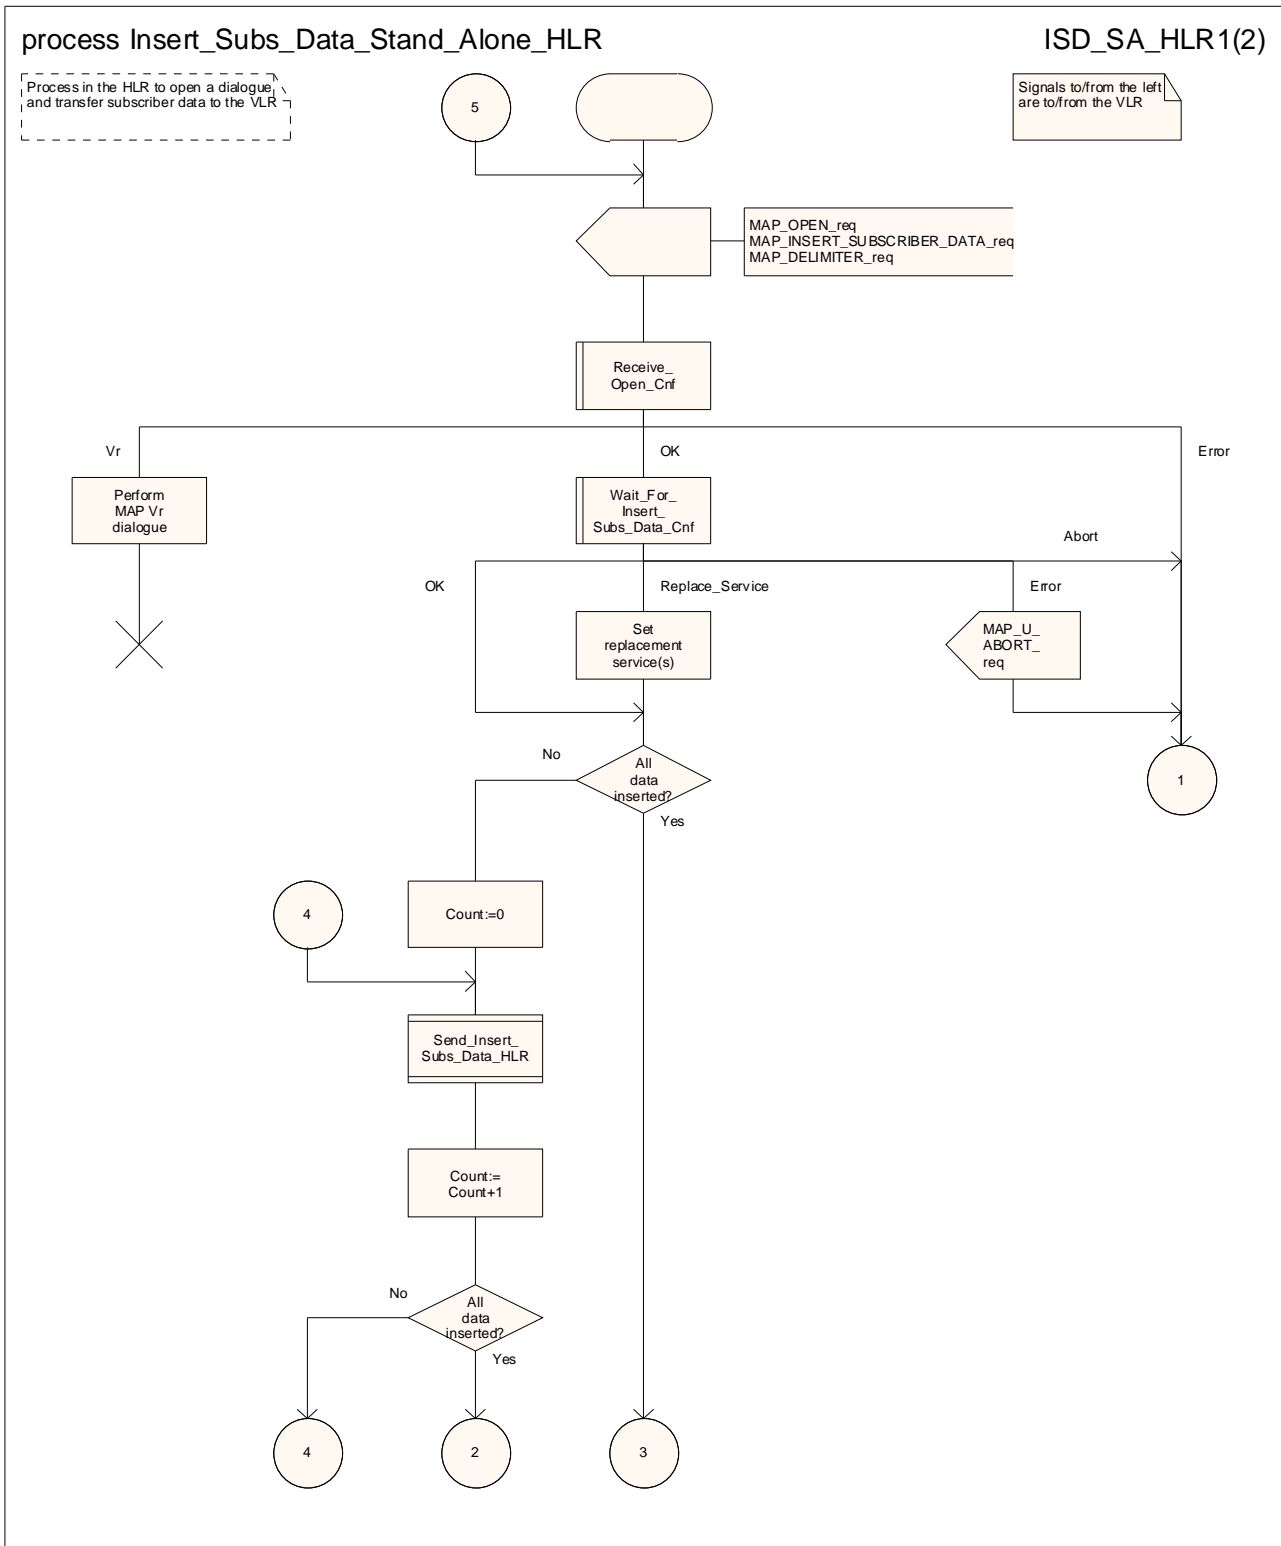 process Insert_Subs_Data_Stand_Alone_HLR
ISD_SA_HLR1(2)
Process in the HLR to open a dialogue
and transfer subscriber data to the VLR
5
Signals to/from the left
are to/from the VLR
MAP_OPEN_req
MAP_INSERT_SUBSCRIBER_DATA_req
MAP_DELIMITER_req
Receive_
Open_Cnf
Vr
OK
Error
Perform
MAP Vr
dialogue
Wait_For_
Insert_
Subs_Data_Cnf
Abort
OK
Replace_Service
Error
Set
replacement
service(s)
MAP_U_
ABORT_
req
No
All
data
inserted?
Yes
1
4
Count:=0
Send_Insert_
Subs_Data_HLR
Count:=
Count+1
No
All
data
inserted?
Yes
4
2
3